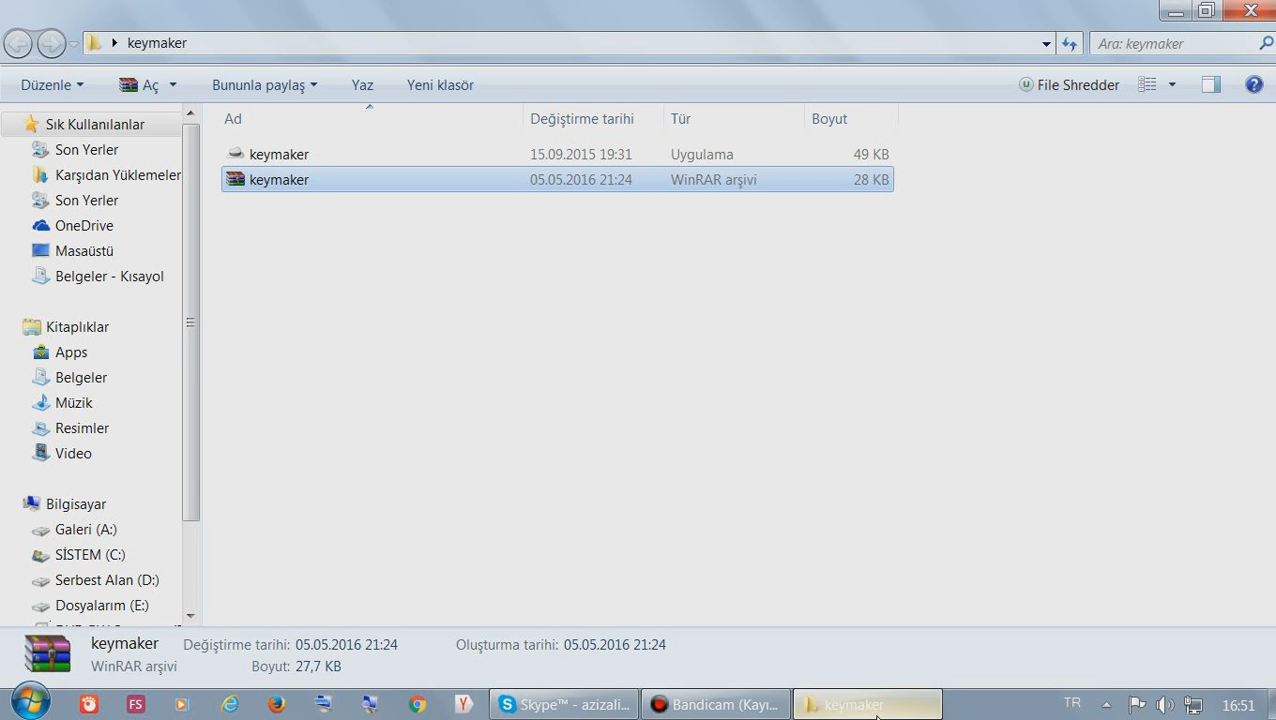 keymaker
Ara: keymaker
Düzenle Aç Bununla paylaş Yaz Yeni klasör File Shredder
Sık Kullanılanlar
Son Yerler
Karşıdan Yüklemeler
Son Yerler
OneDrive
Masaüstü
Belgeler - Kısayol
Kitaplıklar
Apps
Belgeler
Müzik
Resimler
Video
Bilgisayar
Galeri (A:)
SİSTEM (C:)
Serbest Alan (D:)
Dosyalarım (E:)
Ad Değiştirme tarihi Tür Boyut
keymaker 15.09.2015 19:31 Uygulama 49 KB
keymaker 05.05.2016 21:24 WinRAR arşivi 28 KB
keymaker Değiştirme tarihi: 05.05.2016 21:24 Oluşturma tarihi: 05.05.2016 21:24
WinRAR arşivi Boyut: 27,7 KB
FS Skype™ - azizali... Bandicam (Kayı... keymaker TR 16:51